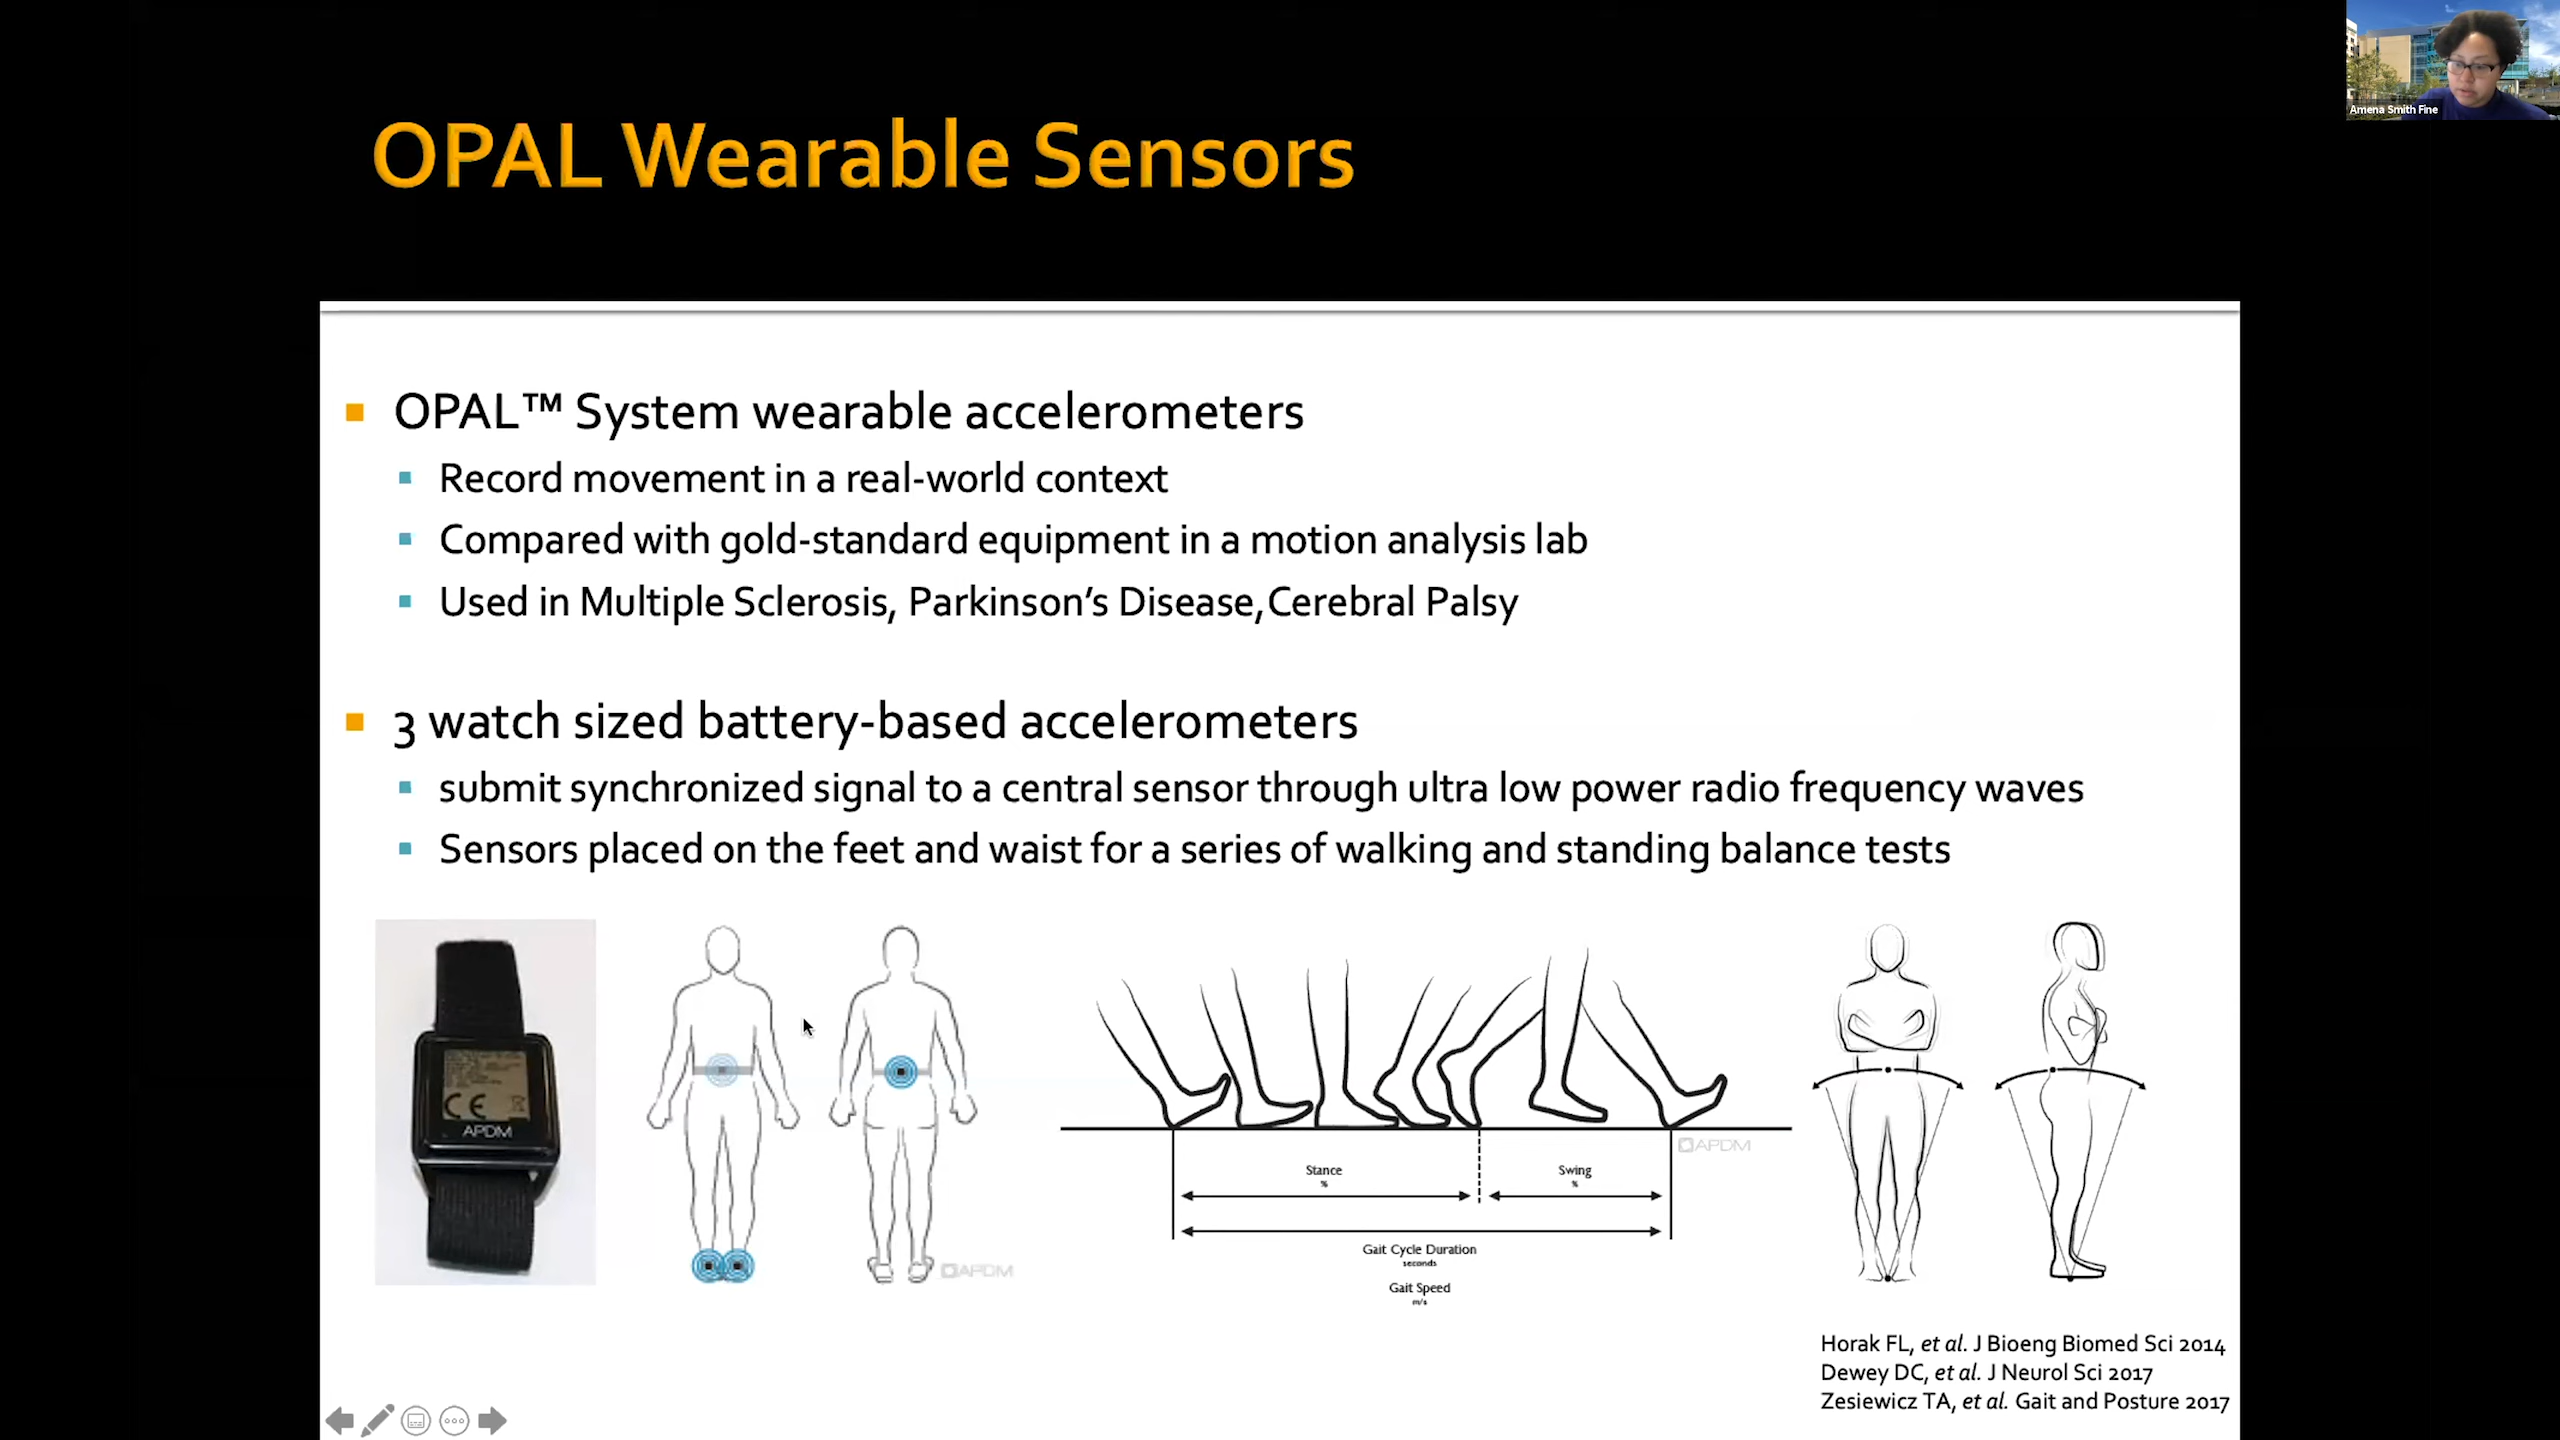 Amena Smith Fine
OPAL Wearable Sensors
OPAL™ System wearable accelerometers
Record movement in a real-world context
Compared with gold-standard equipment in a motion analysis lab
Used in Multiple Sclerosis, Parkinson's Disease, Cerebral Palsy
3 watch sized battery-based accelerometers
submit synchronized signal to a central sensor through ultra low power radio frequency waves
Sensors placed on the feet and waist for a series of walking and standing balance tests
CE
APDM
APDM
APDM
Stance
%
Swing
%
Gait Cycle Duration
seconds
Gait Speed
m/s
Horak FL, et al. J Bioeng Biomed Sci 2014
Dewey DC, et al. J Neurol Sci 2017
Zesiewicz TA, et al. Gait and Posture 2017